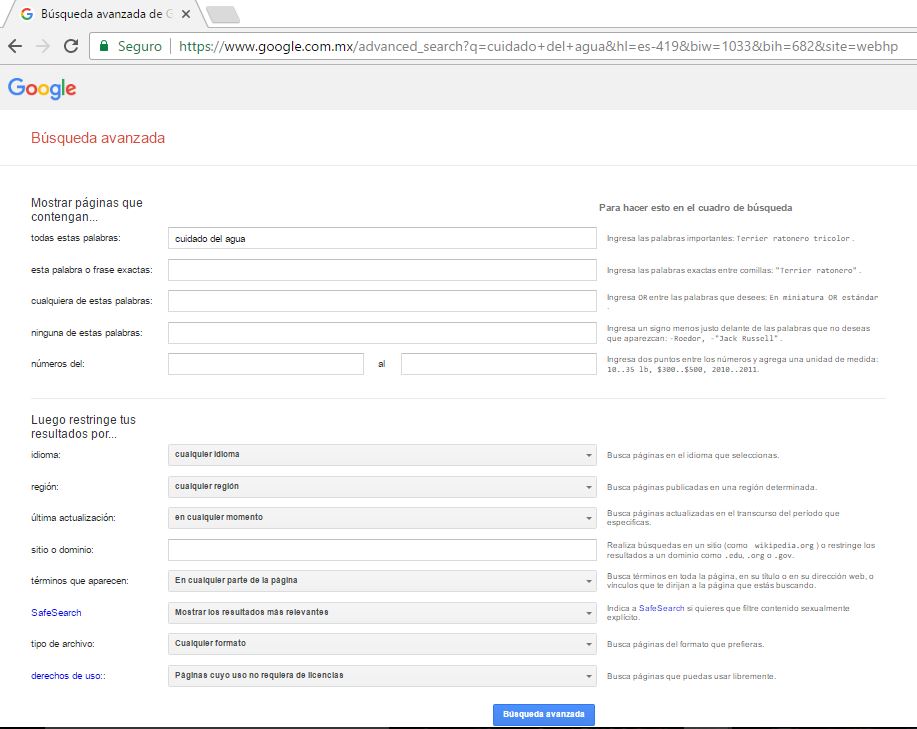 Búsqueda avanzada de G
Seguro https://www.google.com.mx/advanced_search?q=cuidado+del+agua&hl=es-419&biw=1033&bih=682&site=webhp
Google
Búsqueda avanzada
Mostrar páginas que
contengan...
Para hacer esto en el cuadro de búsqueda
todas estas palabras: cuidado del agua Ingresa las palabras importantes: Terrier ratonero tricolor .
esta palabra o frase exactas: Ingresa las palabras exactas entre comillas: "Terrier ratonero" .
cualquiera de estas palabras: Ingresa OR entre las palabras que desees: En miniatura OR estándar
.
ninguna de estas palabras: Ingresa un signo menos justo delante de las palabras que no deseas
que aparezcan: -Roedor, -"Jack Russell" .
números del: al Ingresa dos puntos entre los números y agrega una unidad de medida:
10..35 lb, $300..$500, 2010..2011.
Luego restringe tus
resultados por...
idioma: cualquier idioma Busca páginas en el idioma que seleccionas.
región: cualquier región Busca páginas publicadas en una región determinada.
última actualización: en cualquier momento Busca páginas actualizadas en el transcurso del período que
especificas.
sitio o dominio: Realiza búsquedas en un sitio (como wikipedia.org ) o restringe los
resultados a un dominio como .edu, .org o .gov.
términos que aparecen: En cualquier parte de la página Busca términos en toda la página, en su título o en su dirección web, o
vínculos que te dirijan a la página que estás buscando.
SafeSearch Mostrar los resultados más relevantes Indica a SafeSearch si quieres que filtre contenido sexualmente
explícito.
tipo de archivo: Cualquier formato Busca páginas del formato que prefieras.
derechos de uso:: Páginas cuyo uso no requiera de licencias Busca páginas que puedas usar libremente.
Búsqueda avanzada